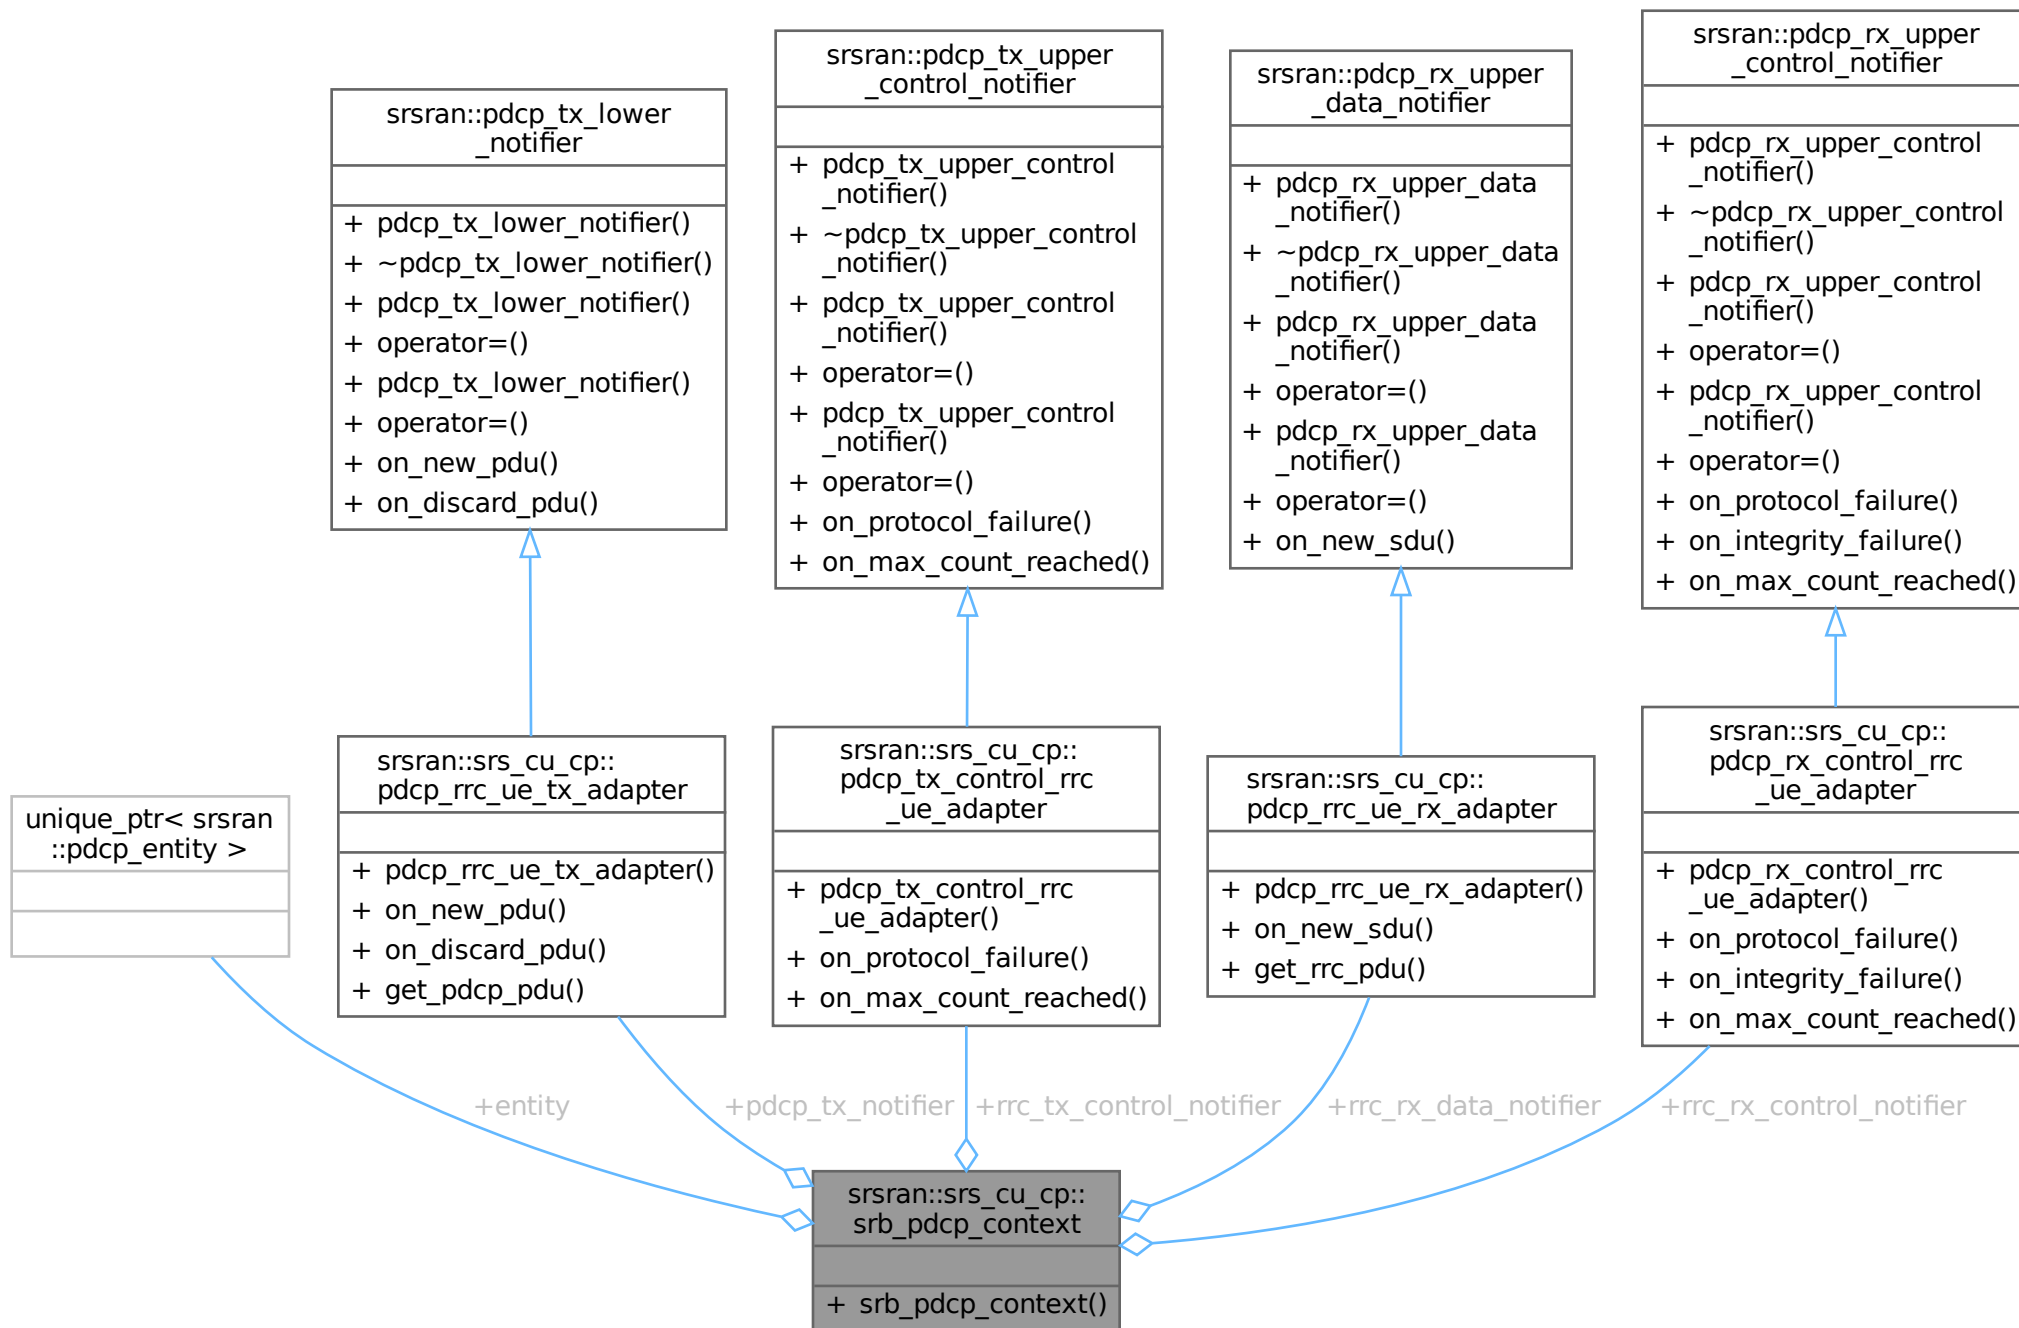 srsran::pdcp_tx_lower
_notifier
+ pdcp_tx_lower_notifier()
+ ~pdcp_tx_lower_notifier()
+ pdcp_tx_lower_notifier()
+ operator=()
+ pdcp_tx_lower_notifier()
+ operator=()
+ on_new_pdu()
+ on_discard_pdu()
srsran::pdcp_tx_upper
_control_notifier
+ pdcp_tx_upper_control
_notifier()
+ ~pdcp_tx_upper_control
_notifier()
+ pdcp_tx_upper_control
_notifier()
+ operator=()
+ pdcp_tx_upper_control
_notifier()
+ operator=()
+ on_protocol_failure()
+ on_max_count_reached()
srsran::pdcp_rx_upper
_data_notifier
+ pdcp_rx_upper_data
_notifier()
+ ~pdcp_rx_upper_data
_notifier()
+ pdcp_rx_upper_data
_notifier()
+ operator=()
+ pdcp_rx_upper_data
_notifier()
+ operator=()
+ on_new_sdu()
srsran::pdcp_rx_upper
_control_notifier
+ pdcp_rx_upper_control
_notifier()
+ ~pdcp_rx_upper_control
_notifier()
+ pdcp_rx_upper_control
_notifier()
+ operator=()
+ pdcp_rx_upper_control
_notifier()
+ operator=()
+ on_protocol_failure()
+ on_integrity_failure()
+ on_max_count_reached()
unique_ptr< srsran
::pdcp_entity >
srsran::srs_cu_cp::
pdcp_rrc_ue_tx_adapter
+ pdcp_rrc_ue_tx_adapter()
+ on_new_pdu()
+ on_discard_pdu()
+ get_pdcp_pdu()
srsran::srs_cu_cp::
pdcp_tx_control_rrc
_ue_adapter
+ pdcp_tx_control_rrc
_ue_adapter()
+ on_protocol_failure()
+ on_max_count_reached()
srsran::srs_cu_cp::
pdcp_rrc_ue_rx_adapter
+ pdcp_rrc_ue_rx_adapter()
+ on_new_sdu()
+ get_rrc_pdu()
srsran::srs_cu_cp::
pdcp_rx_control_rrc
_ue_adapter
+ pdcp_rx_control_rrc
_ue_adapter()
+ on_protocol_failure()
+ on_integrity_failure()
+ on_max_count_reached()
+entity
+pdcp_tx_notifier
+rrc_tx_control_notifier
+rrc_rx_data_notifier
+rrc_rx_control_notifier
srsran::srs_cu_cp::
srb_pdcp_context
+ srb_pdcp_context()